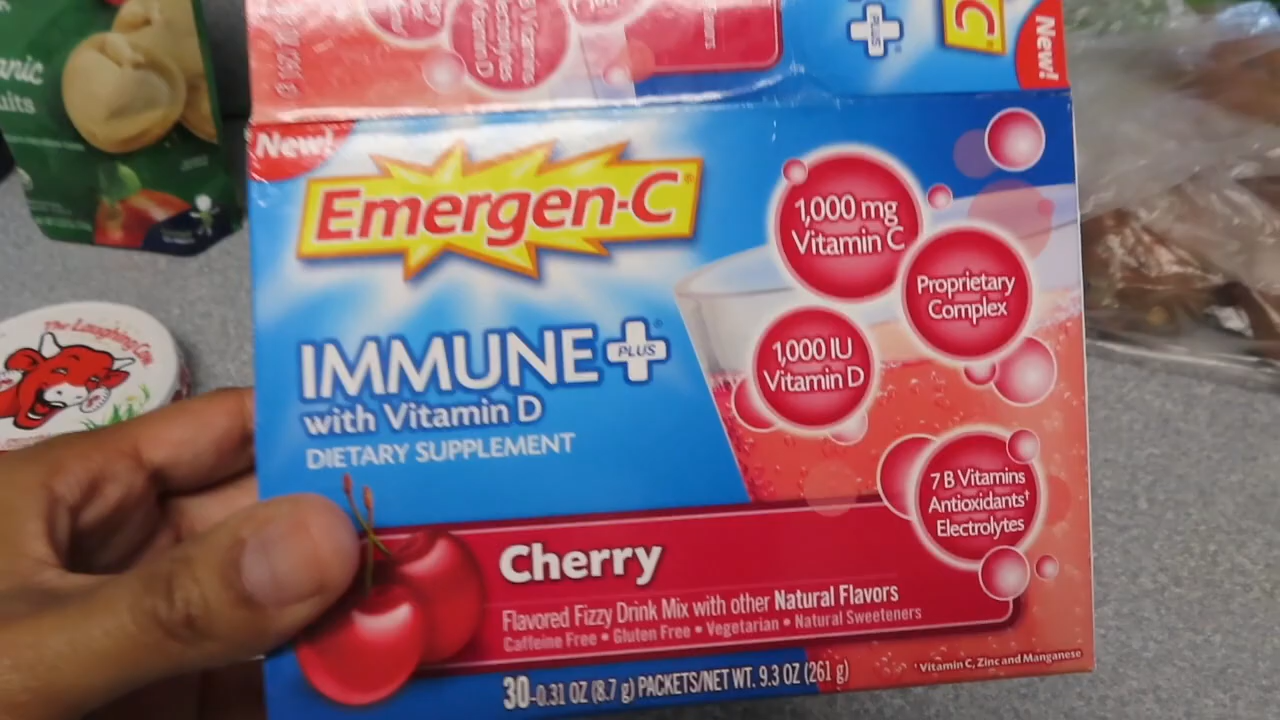 PLUS
C
New!
uits
The Laughing Cow
New!
Emergen-C®
IMMUNE+
PLUS
with Vitamin D
DIETARY SUPPLEMENT
1,000 mg
Vitamin C
Proprietary
Complex
1,000 IU
Vitamin D
7 B Vitamins
Antioxidants†
Electrolytes
Cherry
Flavored Fizzy Drink Mix with other Natural Flavors
Caffeine Free • Gluten Free • Vegetarian • Natural Sweeteners
30-0.31 OZ (8.7 g) PACKETS/NET WT. 9.3 OZ (261 g)
†Vitamin C, Zinc and Manganese